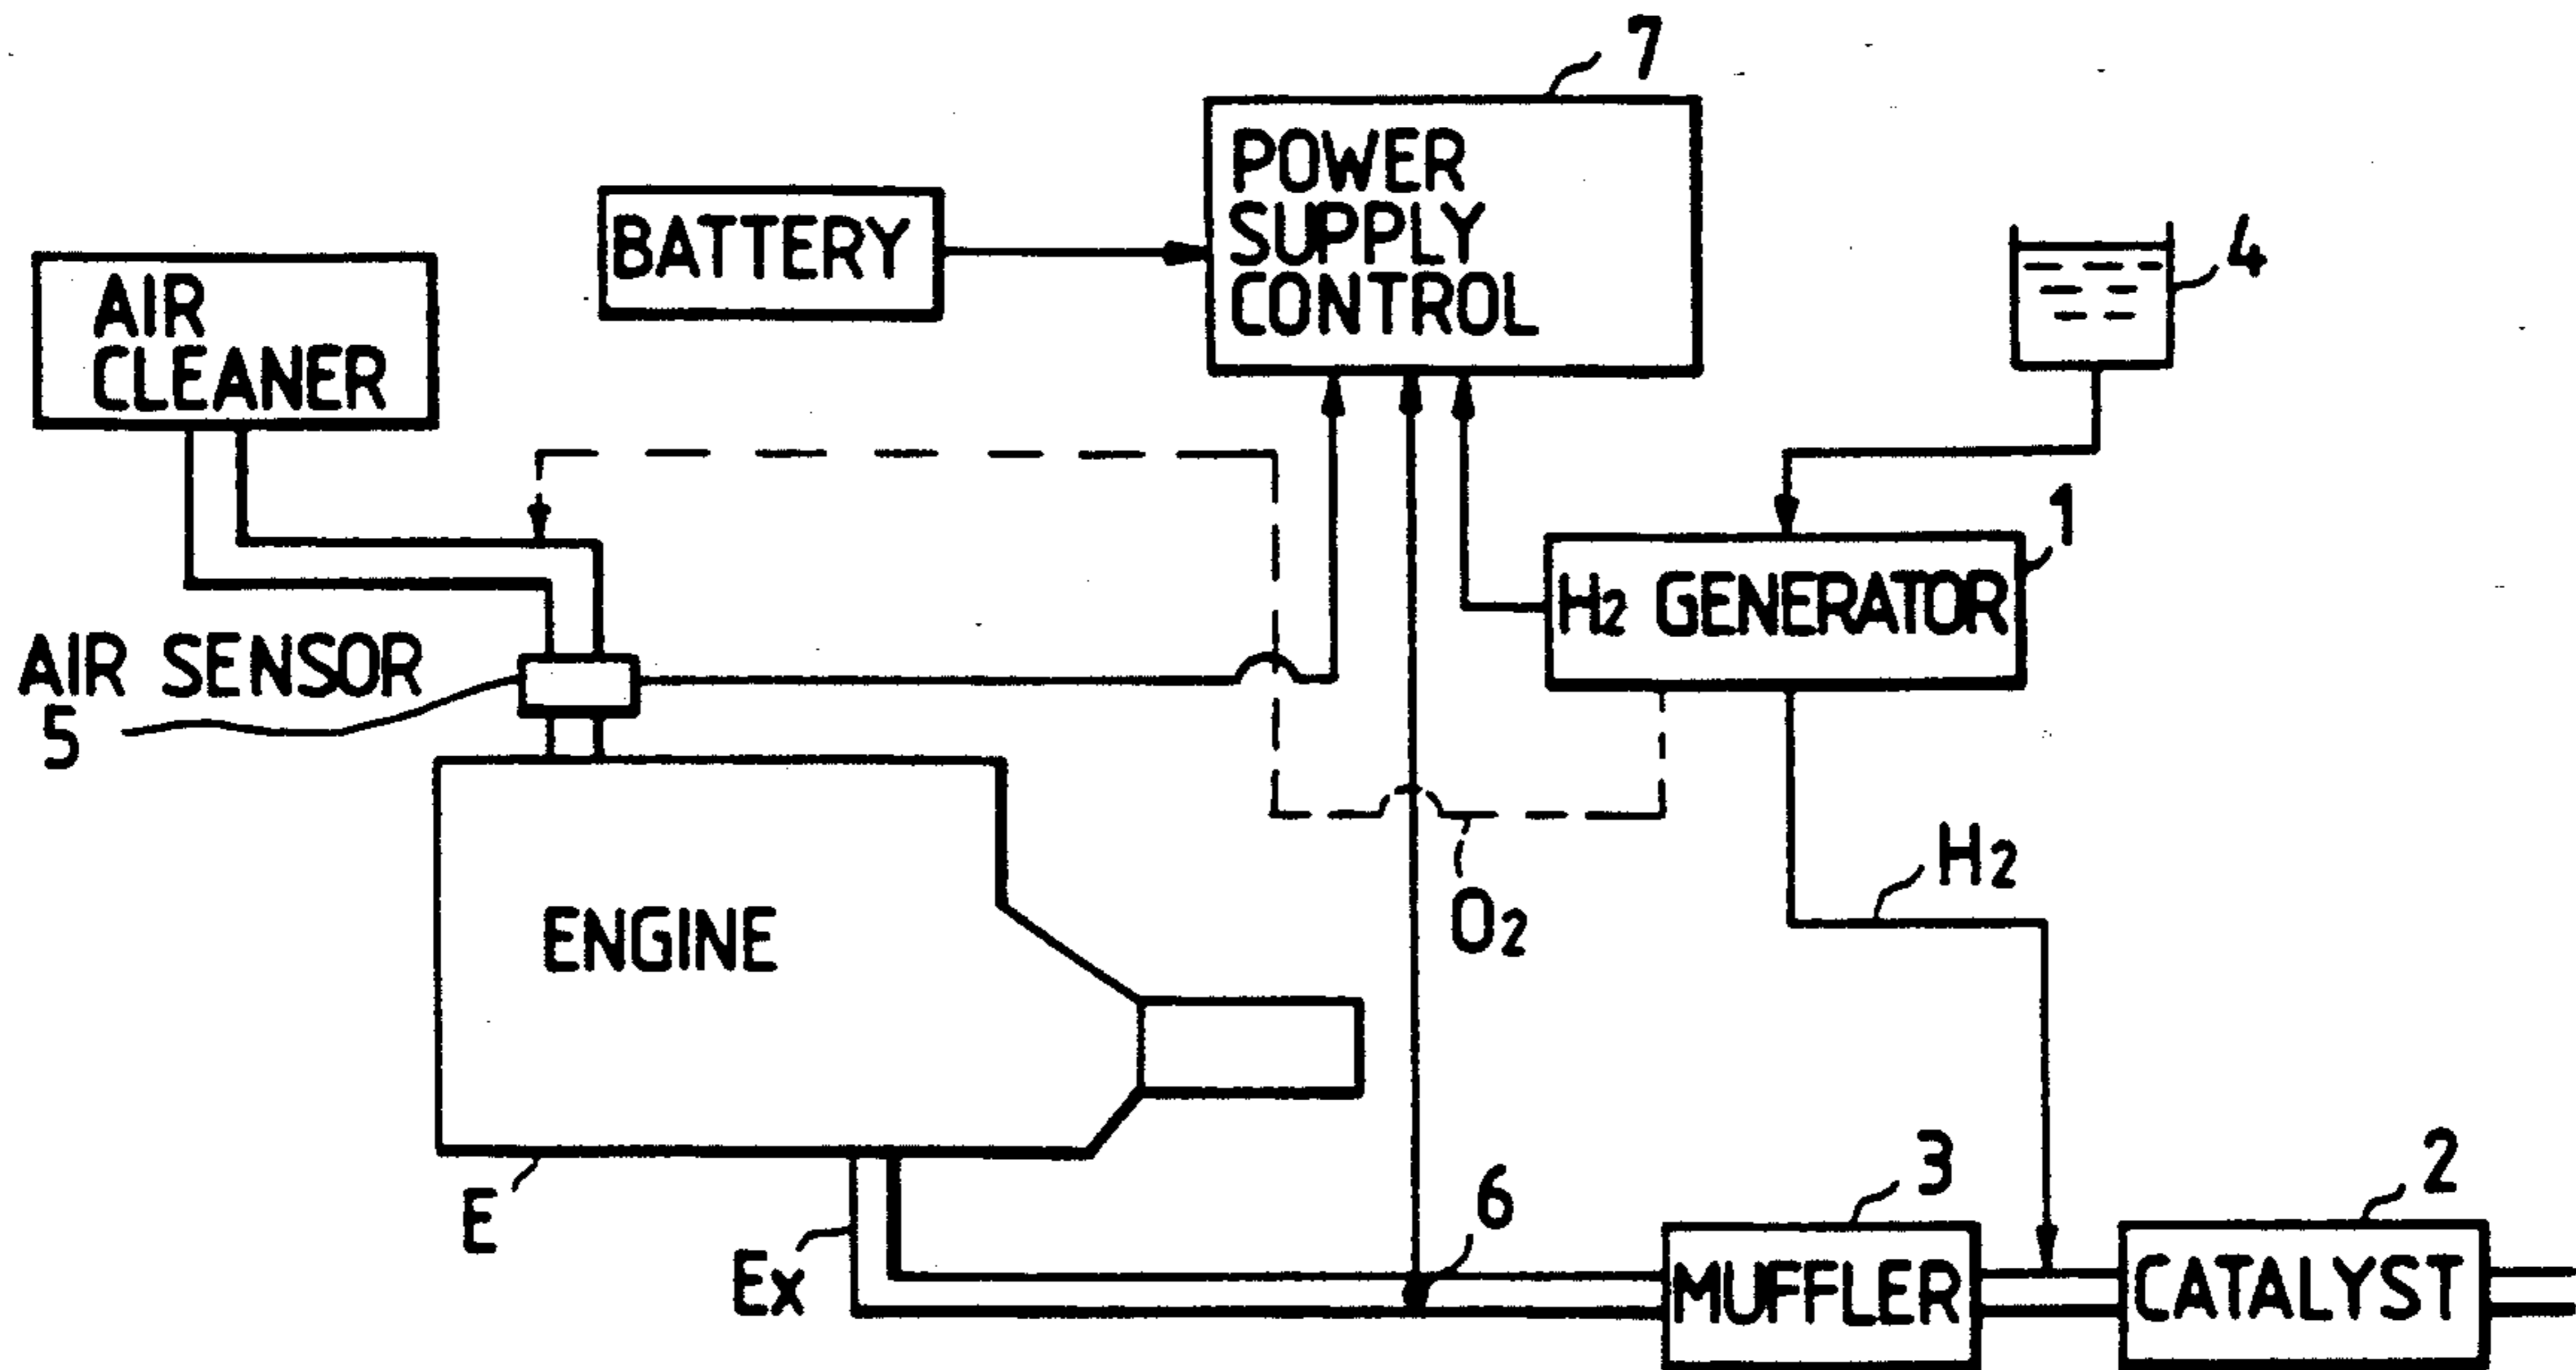 7
POWER
SUPPLY
CONTROL
BATTERY
4
AIR
CLEANER
1
H2 GENERATOR
AIR SENSOR
5
H2
O2
ENGINE
E
Ex
6
3
2
MUFFLER
CATALYST